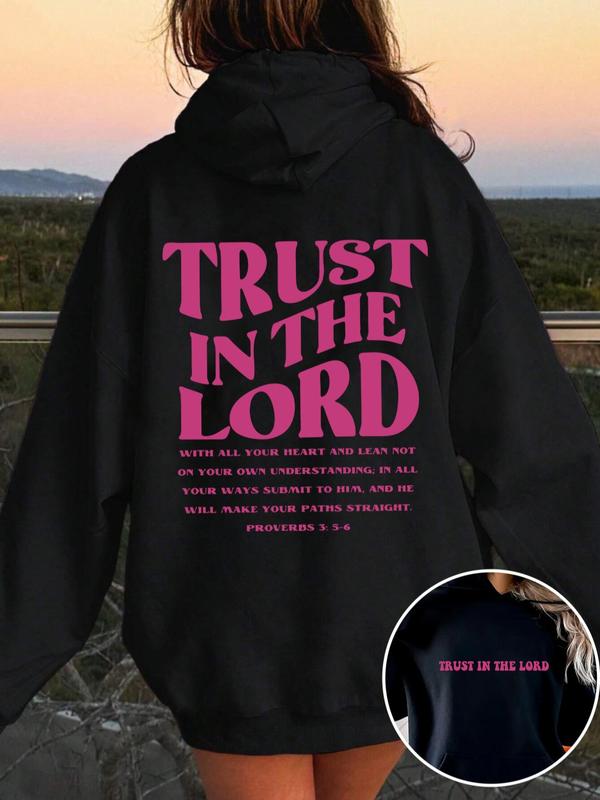 TRUST
IN THE
LORD
WITH ALL YOUR HEART AND LEAN NOT
ON YOUR OWN UNDERSTANDING; IN ALL
YOUR WAYS SUBMIT TO HIM, AND HE
WILL MAKE YOUR PATHS STRAIGHT.
PROVERBS 3: 5-6
TRUST IN THE LORD